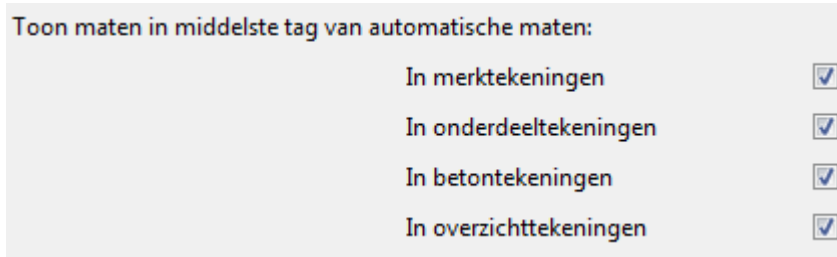 Toon maten in middelste tag van automatische maten:
In merktekeningen
In onderdeeltekeningen
In betontekeningen
In overzichttekeningen